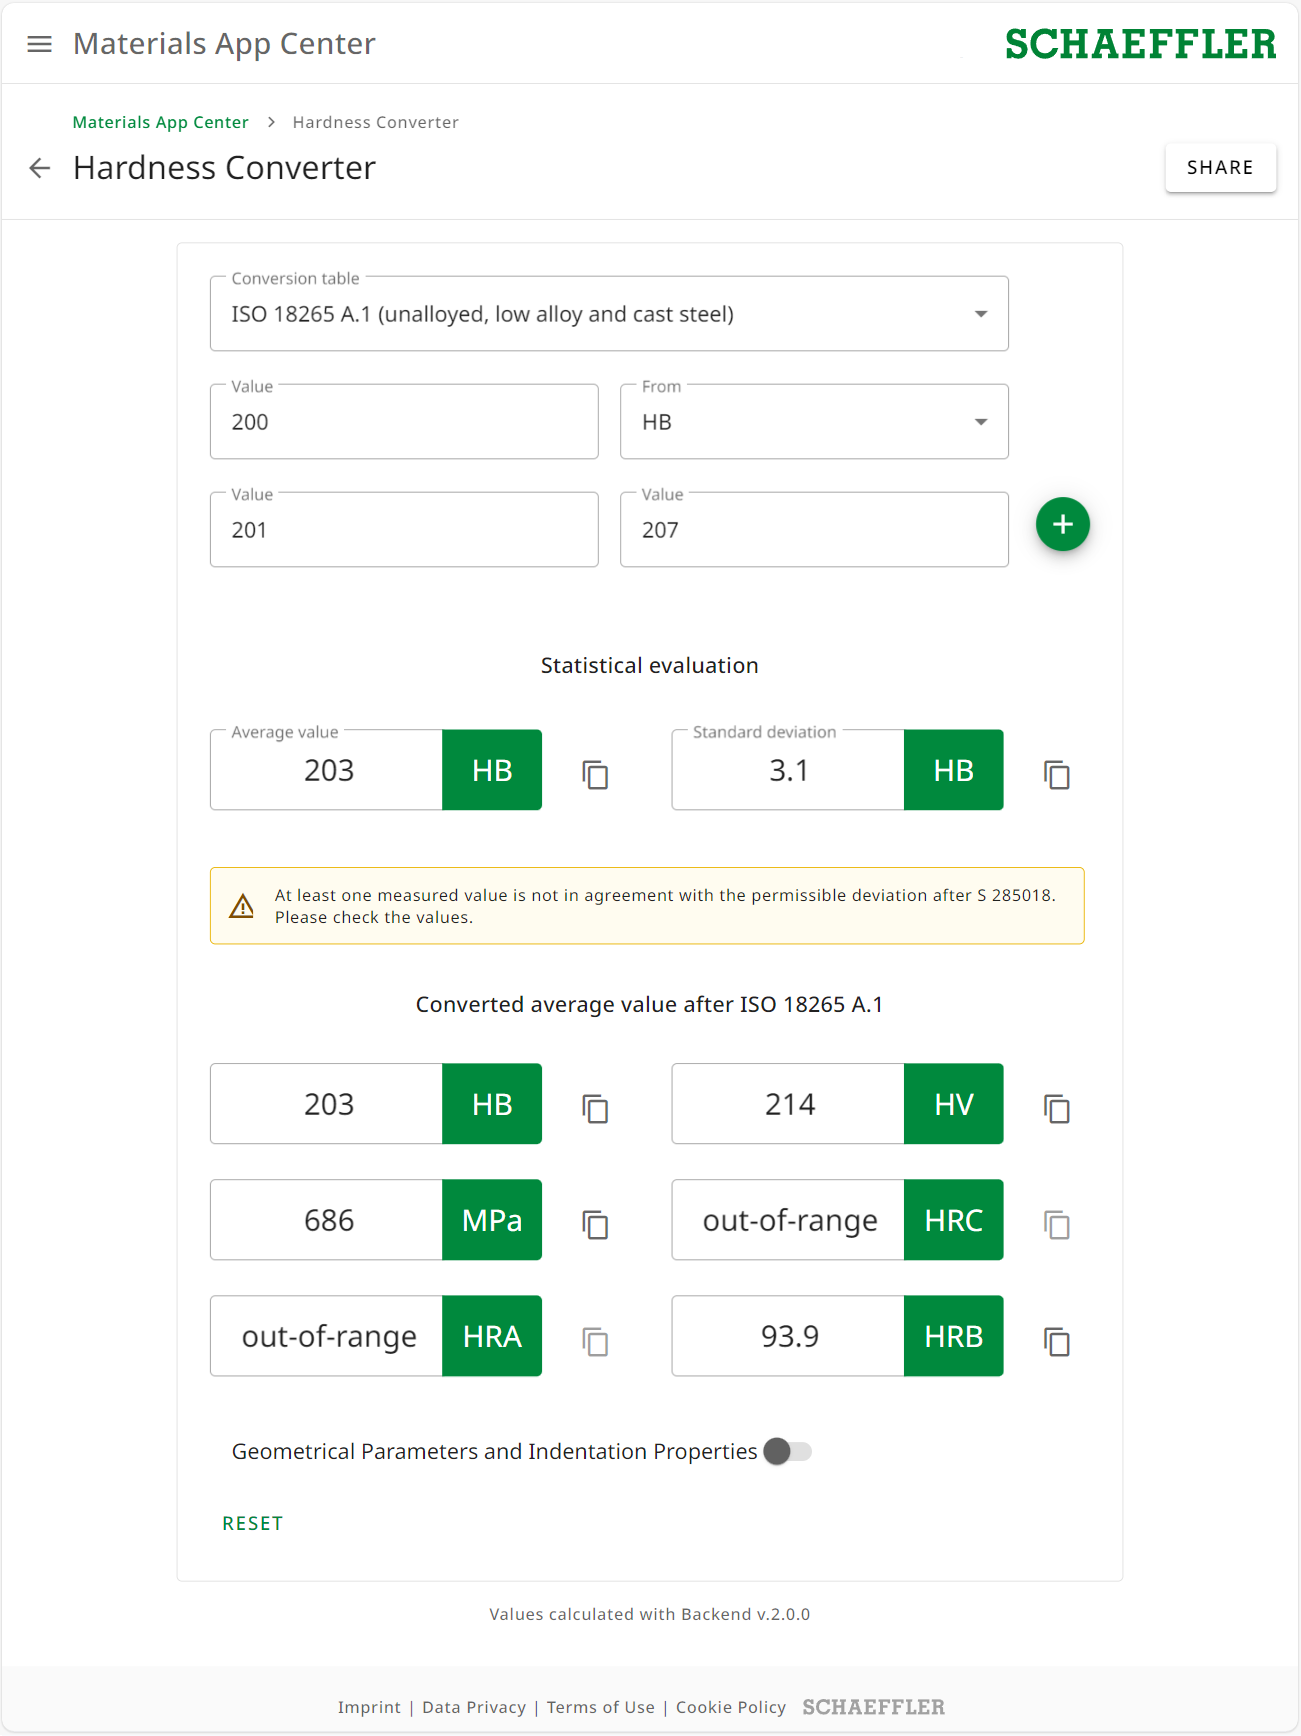 Materials App Center
SCHAEFFLER
Materials App Center > Hardness Converter
Hardness Converter
SHARE
Conversion table
ISO 18265 A.1 (unalloyed, low alloy and cast steel)
Value
200
From
HB
Value
201
Value
207
Statistical evaluation
Average value
203 HB
Standard deviation
3.1 HB
At least one measured value is not in agreement with the permissible deviation after S 285018.
Please check the values.
Converted average value after ISO 18265 A.1
203 HB
214 HV
686 MPa
out-of-range HRC
out-of-range HRA
93.9 HRB
Geometrical Parameters and Indentation Properties
RESET
Values calculated with Backend v.2.0.0
Imprint | Data Privacy | Terms of Use | Cookie Policy SCHAEFFLER